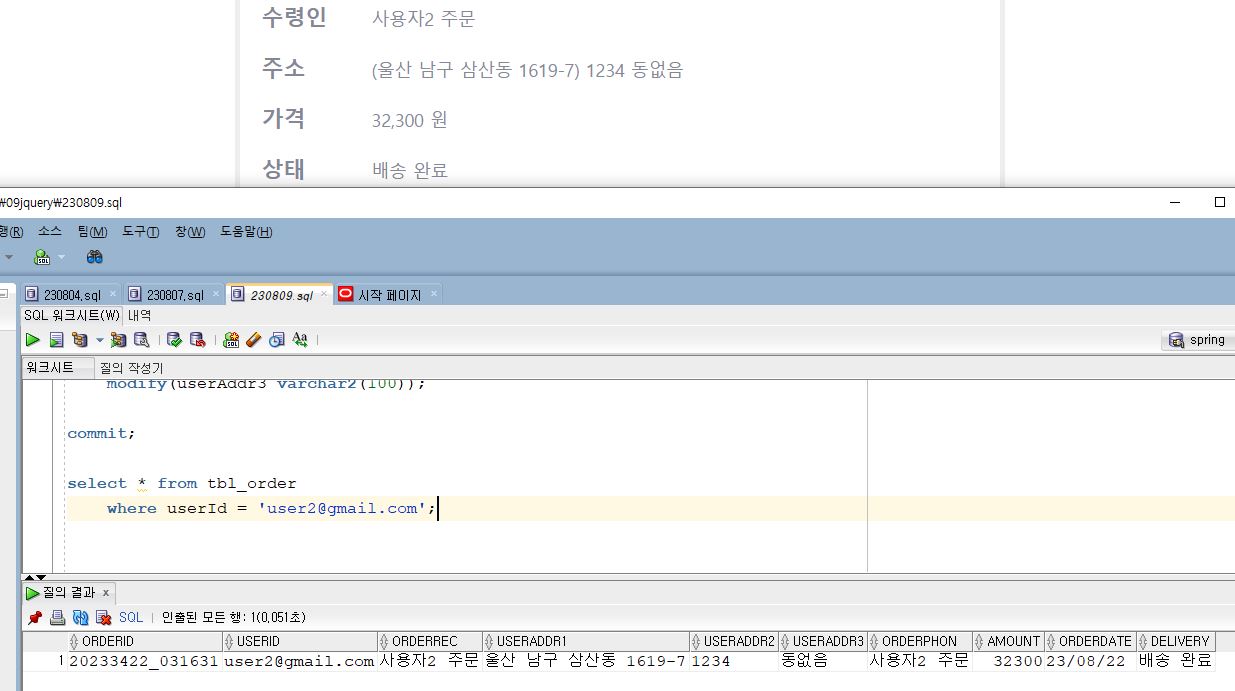 수령인 사용자2 주문
주소 (울산 남구 삼산동 1619-7) 1234 동없음
가격 32,300 원
상태 배송 완료
₩09jquery₩230809.sql
행(R) 소스 팀(M) 도구(T) 창(W) 도움말(H)
230804.sql 230807.sql 230809.sql 시작 페이지
SQL 워크시트(W) 내역
spring
워크시트 질의 작성기
modify(userAddr3 varchar2(100));
commit;
select * from tbl_order
where userId = 'user2@gmail.com';
질의 결과 x
SQL | 인출된 모든 행: 1(0,051초)
ORDERID USERID ORDERREC USERADDR1 USERADDR2 USERADDR3 ORDERPHON AMOUNT ORDERDATE DELIVERY
1 20233422_031631 user2@gmail.com 사용자2 주문 울산 남구 삼산동 1619-7 1234 동없음 사용자2 주문 32300 23/08/22 배송 완료